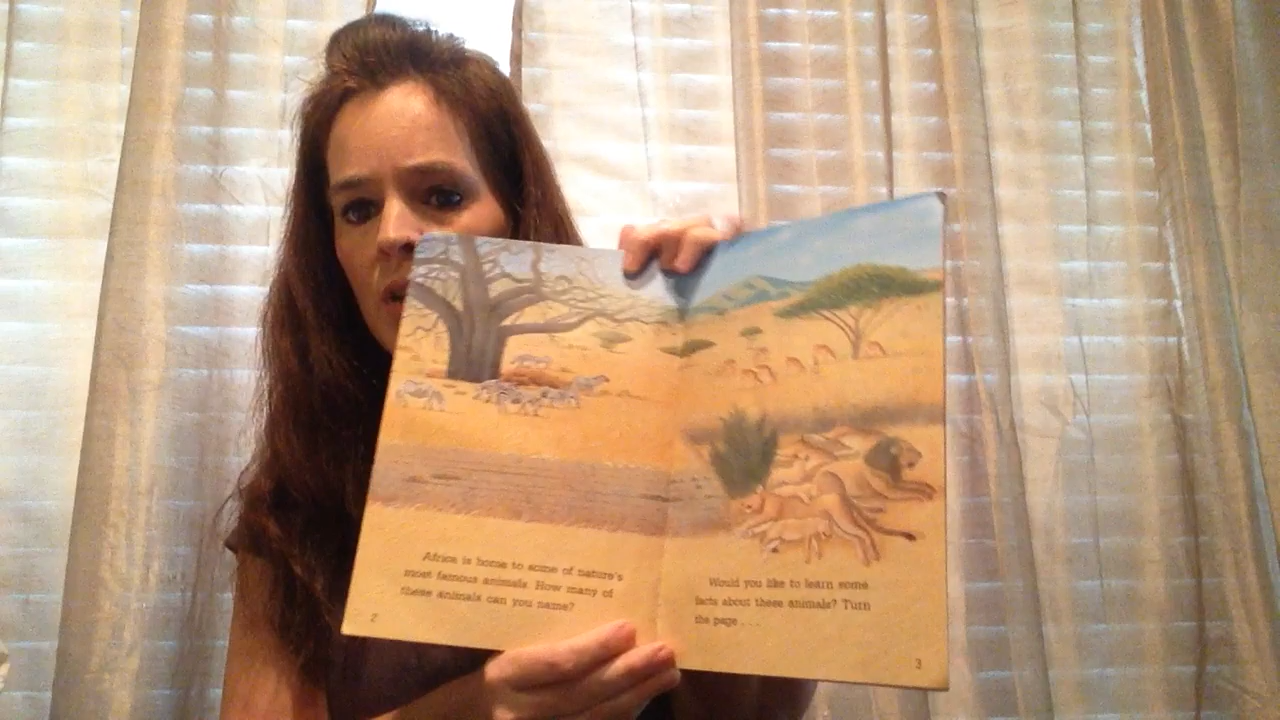 Africa is home to some of nature's
most famous animals. How many of
these animals can you name?
2
Would you like to learn some
facts about these animals? Turn
the page . . .
3